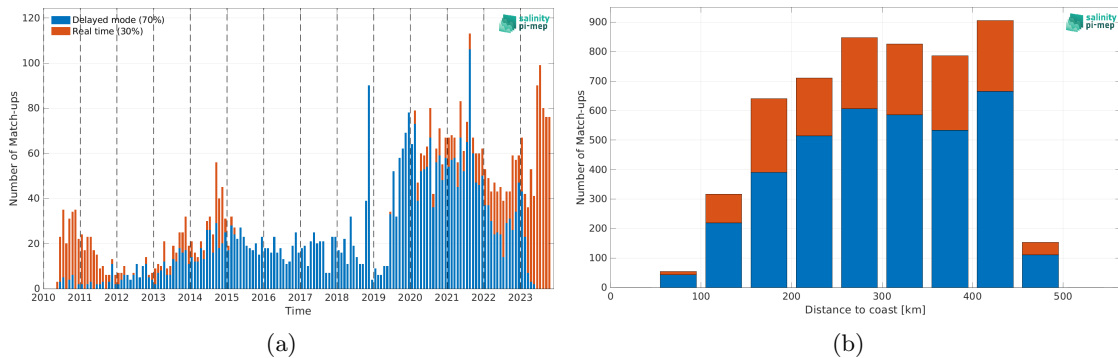 Delayed mode (70%)
Real time (30%)
salinity
pi-mep
120
100
80
60
40
20
0
Number of Match-ups
2010 2011 2012 2013 2014 2015 2016 2017 2018 2019 2020 2021 2022 2023
Time
(a)
salinity
pi-mep
900
800
700
600
500
400
300
200
100
0
Number of Match-ups
0 100 200 300 400 500
Distance to coast [km]
(b)